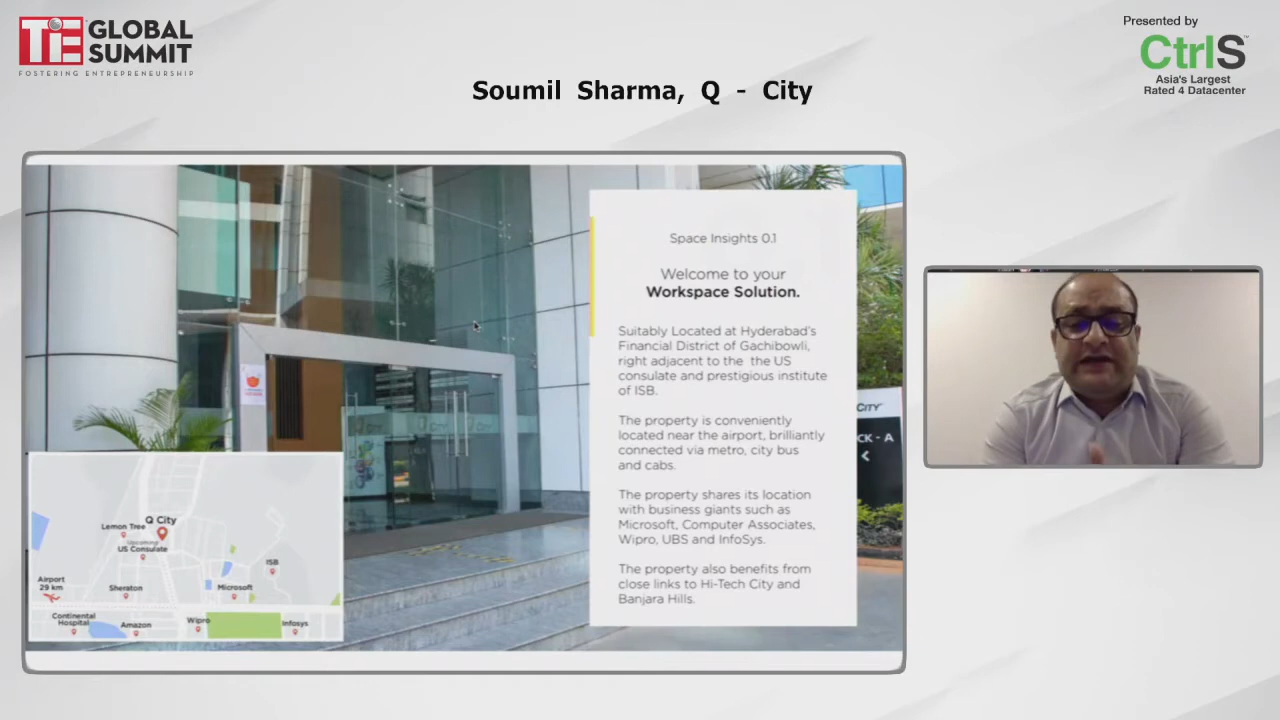 TiE GLOBAL
SUMMIT
FOSTERING ENTREPRENEURSHIP
Presented by
CtrlS™
Asia's Largest
Rated 4 Datacenter
Soumil Sharma, Q - City
Space Insights 0.1
Welcome to your
Workspace Solution.
Suitably Located at Hyderabad's
Financial District of Gachibowli,
right adjacent to the the US
consulate and prestigious institute
of ISB.
The property is conveniently
located near the airport, brilliantly
connected via metro, city bus
and cabs.
The property shares its location
with business giants such as
Microsoft, Computer Associates,
Wipro, UBS and InfoSys.
The property also benefits from
close links to Hi-Tech City and
Banjara Hills.
CITY
CK - A
Q City
Lemon Tree
Upcoming
US Consulate
ISB
Airport
29 km
Sheraton
Microsoft
Continental
Hospital
Amazon
Wipro
Infosys